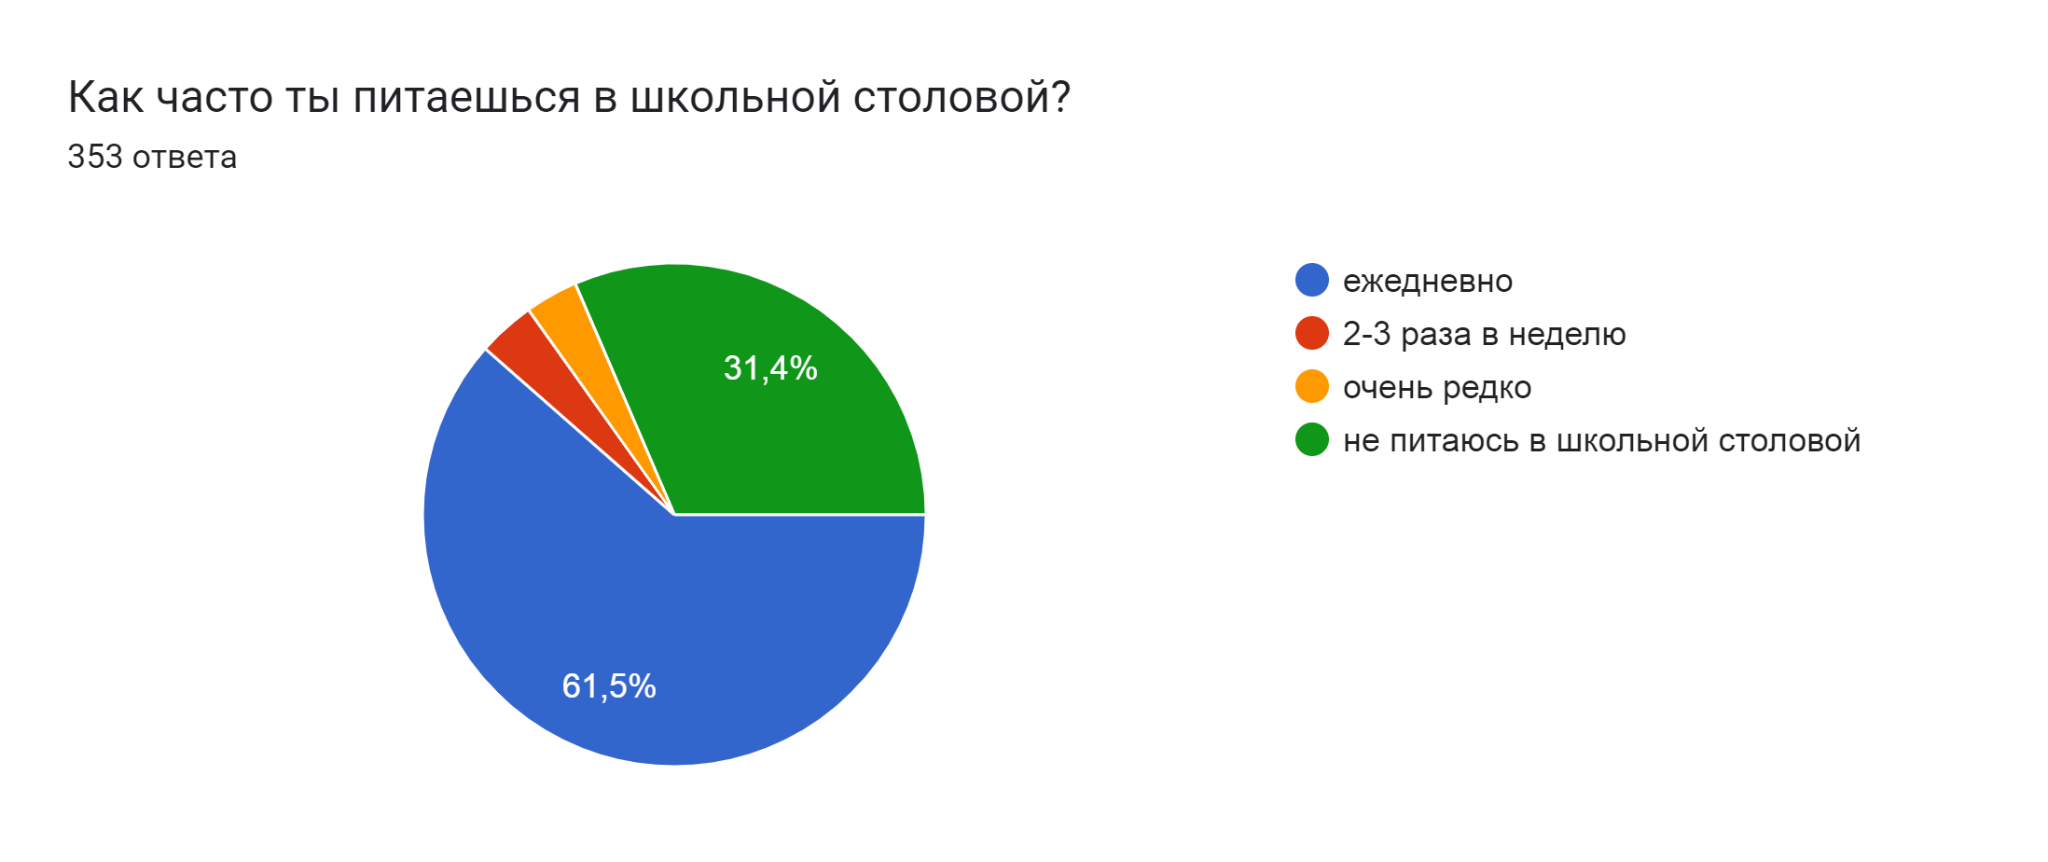 Как часто ты питаешься в школьной столовой?
353 ответа
31,4%
61,5%
ежедневно
2-3 раза в неделю
очень редко
не питаюсь в школьной столовой